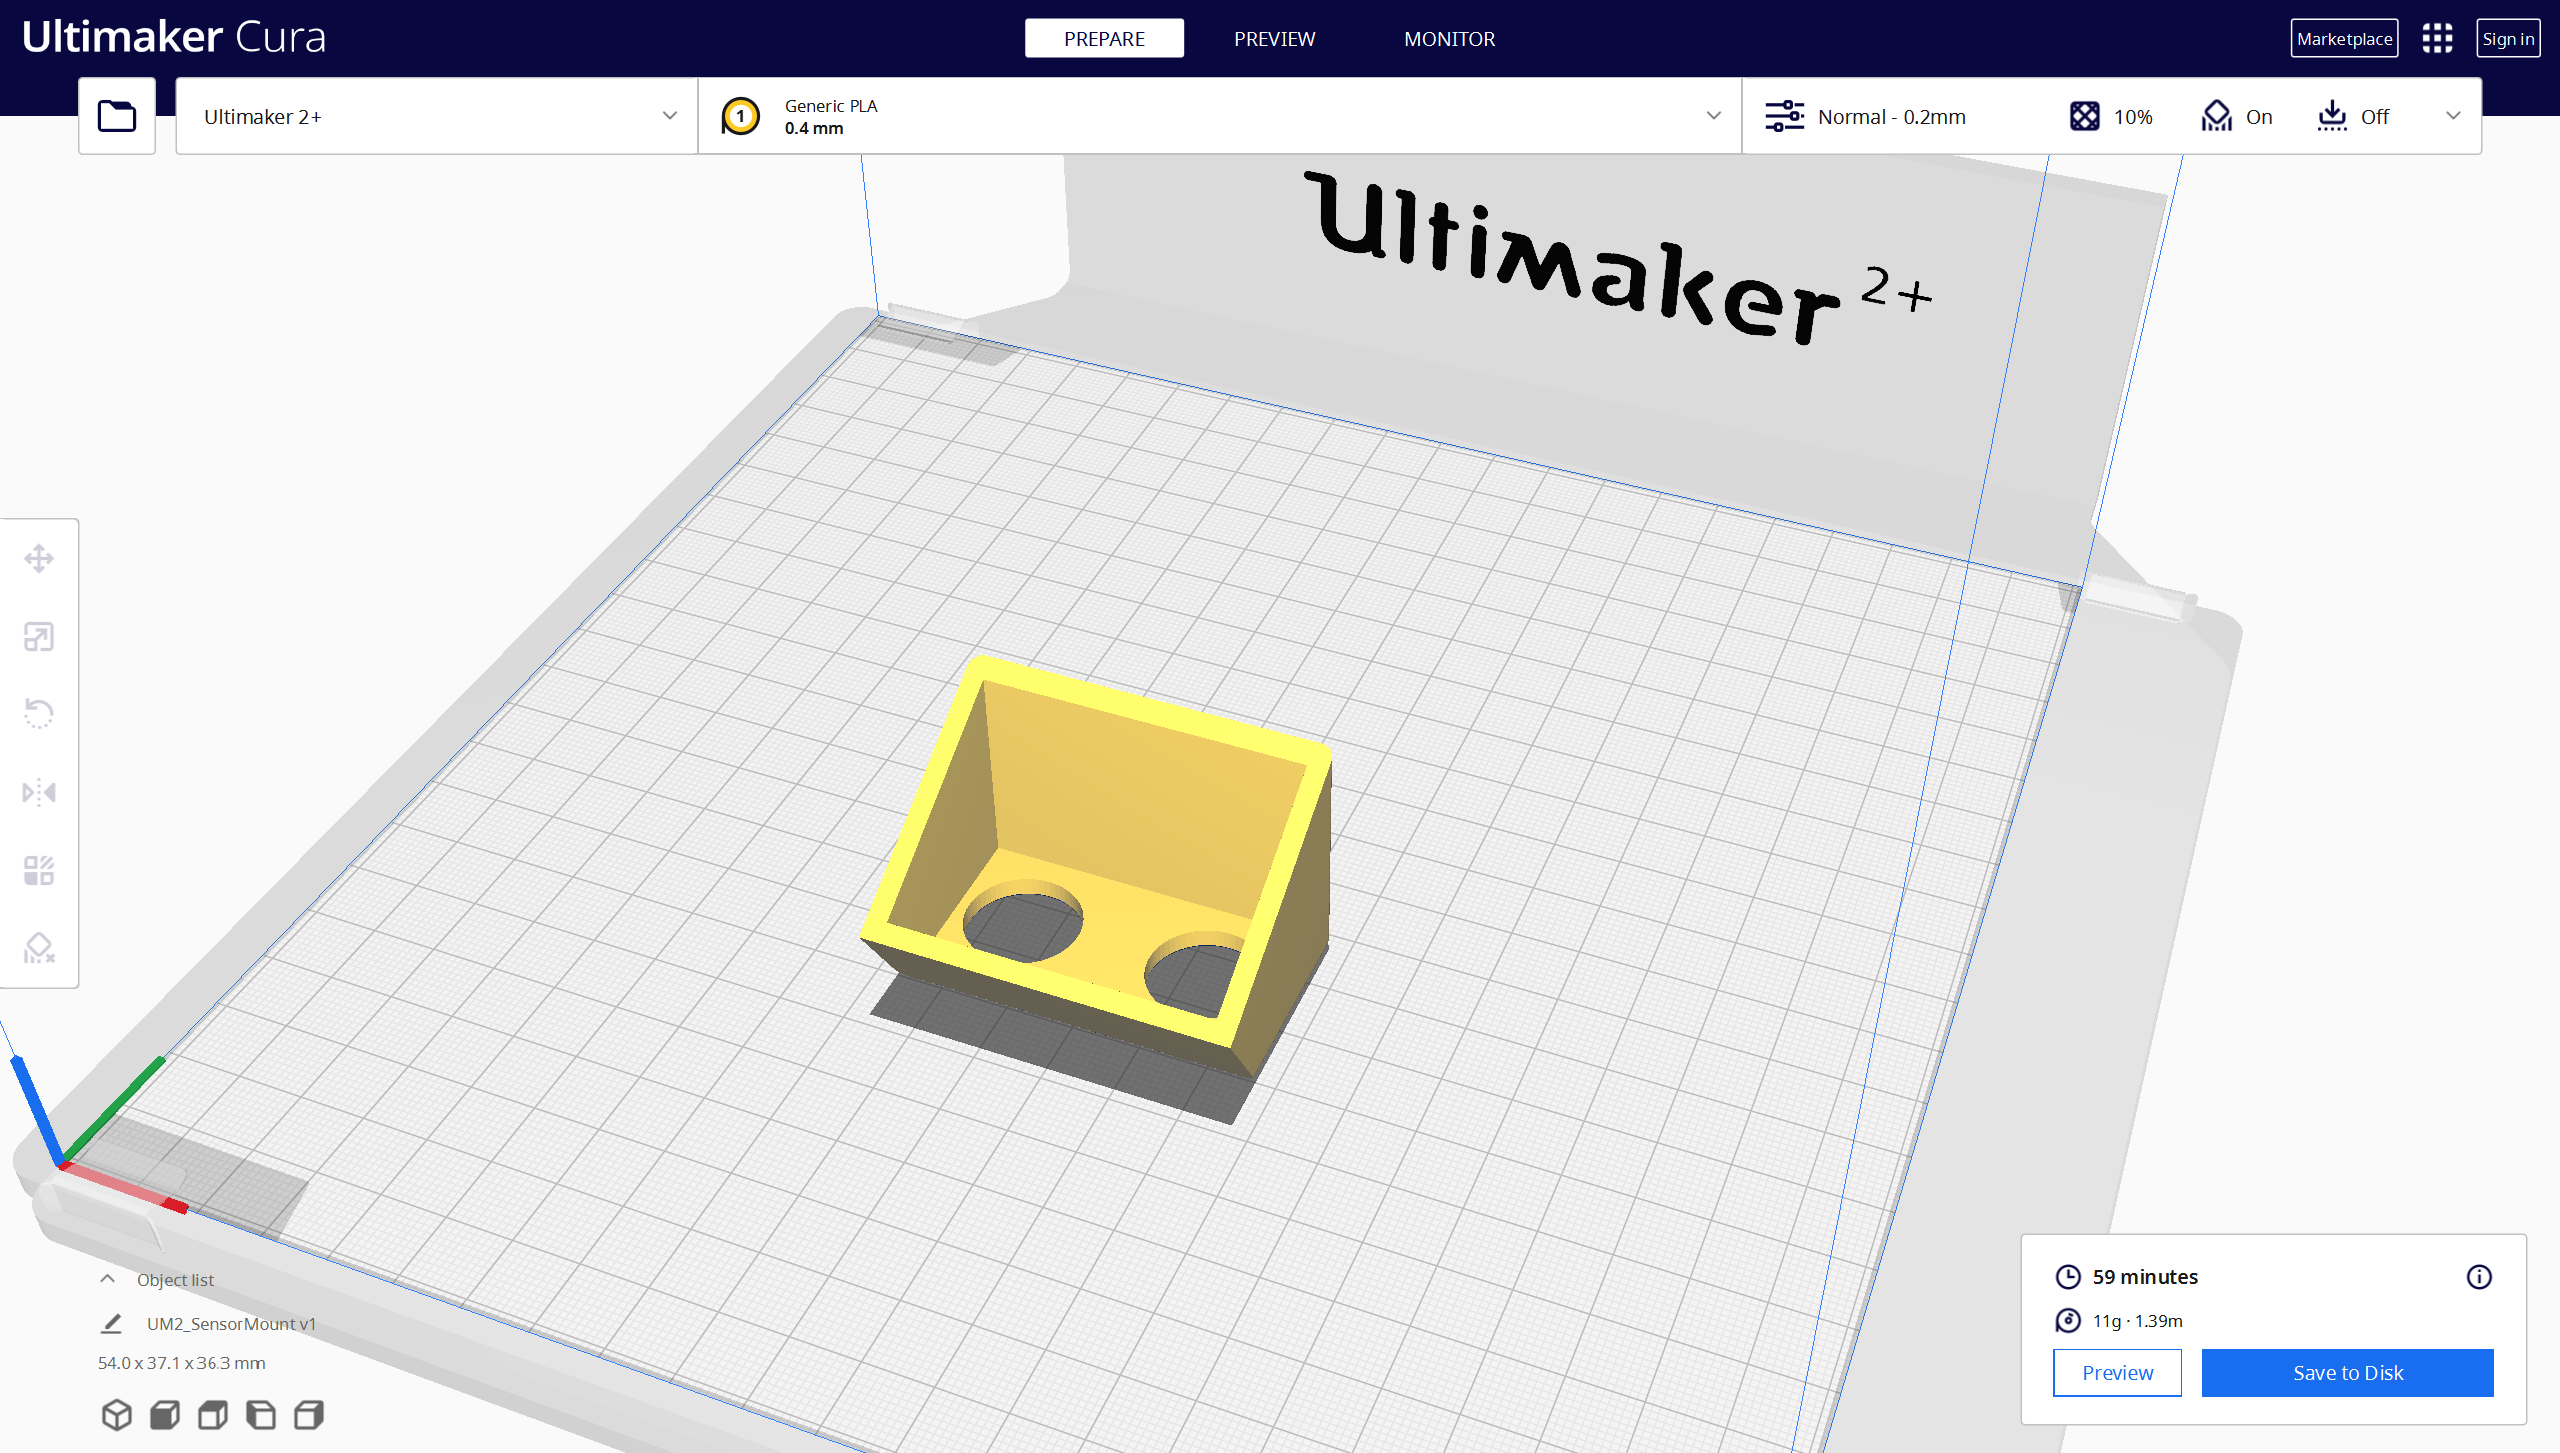 Ultimaker Cura
PREPARE
PREVIEW
MONITOR
Marketplace
Sign in
Ultimaker 2+
1
Generic PLA
0.4 mm
Normal - 0.2mm
10%
On
Off
Ultimaker 2+
Object list
UM2_SensorMount v1
54.0 x 37.1 x 36.3 mm
59 minutes
11g · 1.39m
Preview
Save to Disk